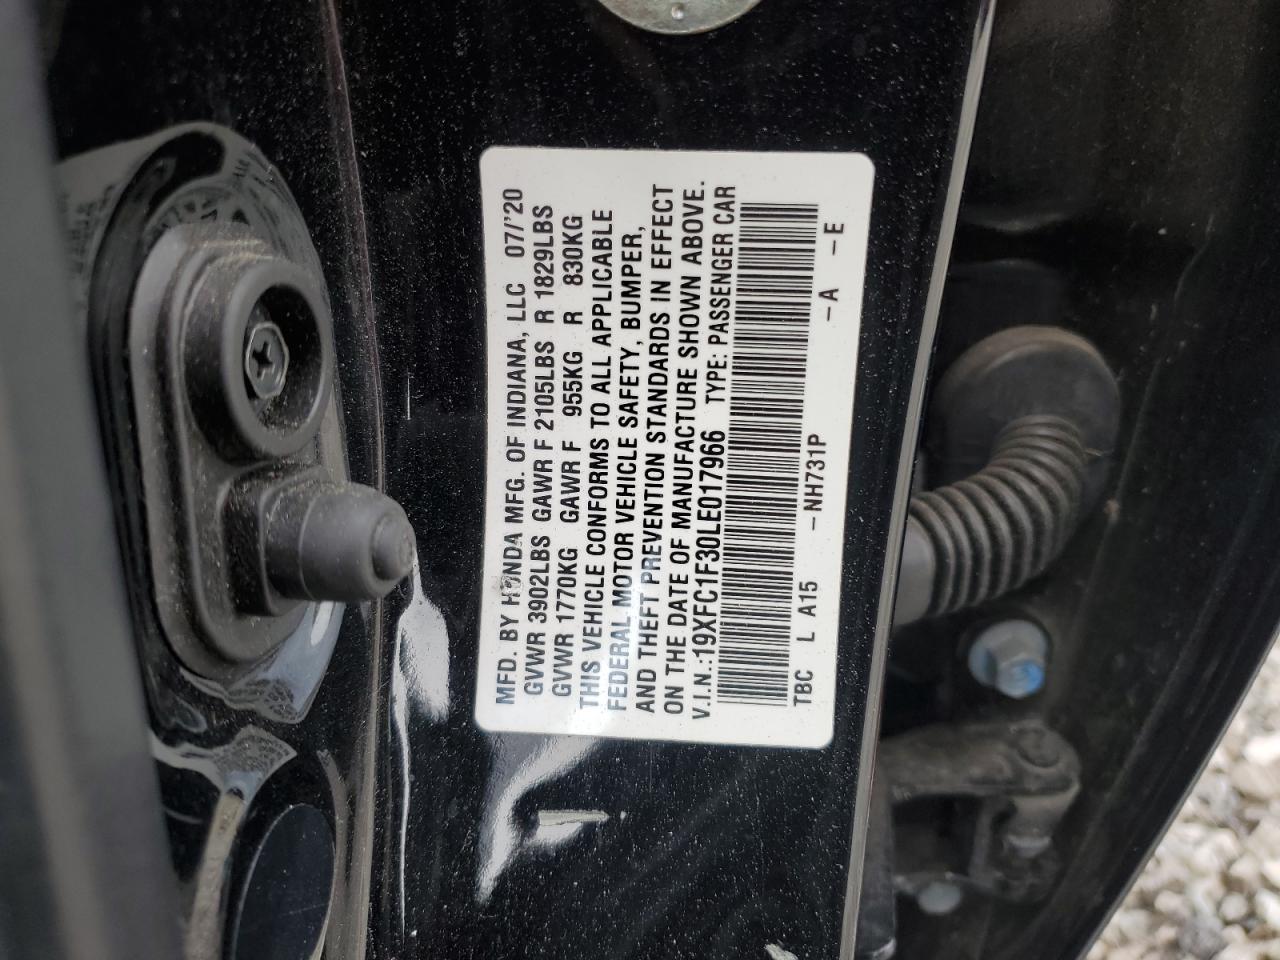 MFD. BY HONDA MFG. OF INDIANA, LLC 07/'20
GVWR 3902LBS GAWR F 2105LBS R 1829LBS
GVWR 1770KG GAWR F 955KG R 830KG
THIS VEHICLE CONFORMS TO ALL APPLICABLE
FEDERAL MOTOR VEHICLE SAFETY, BUMPER,
AND THEFT PREVENTION STANDARDS IN EFFECT
ON THE DATE OF MANUFACTURE SHOWN ABOVE.
V.I.N.:19XFC1F30LE017966 TYPE: PASSENGER CAR
TBC L A15 -NH731P -A -E